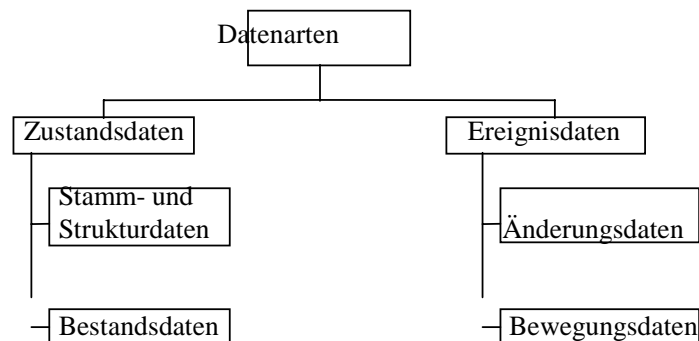 Datenarten
Zustandsdaten
Ereignisdaten
Stamm- und
Strukturdaten
Änderungsdaten
Bestandsdaten
Bewegungsdaten